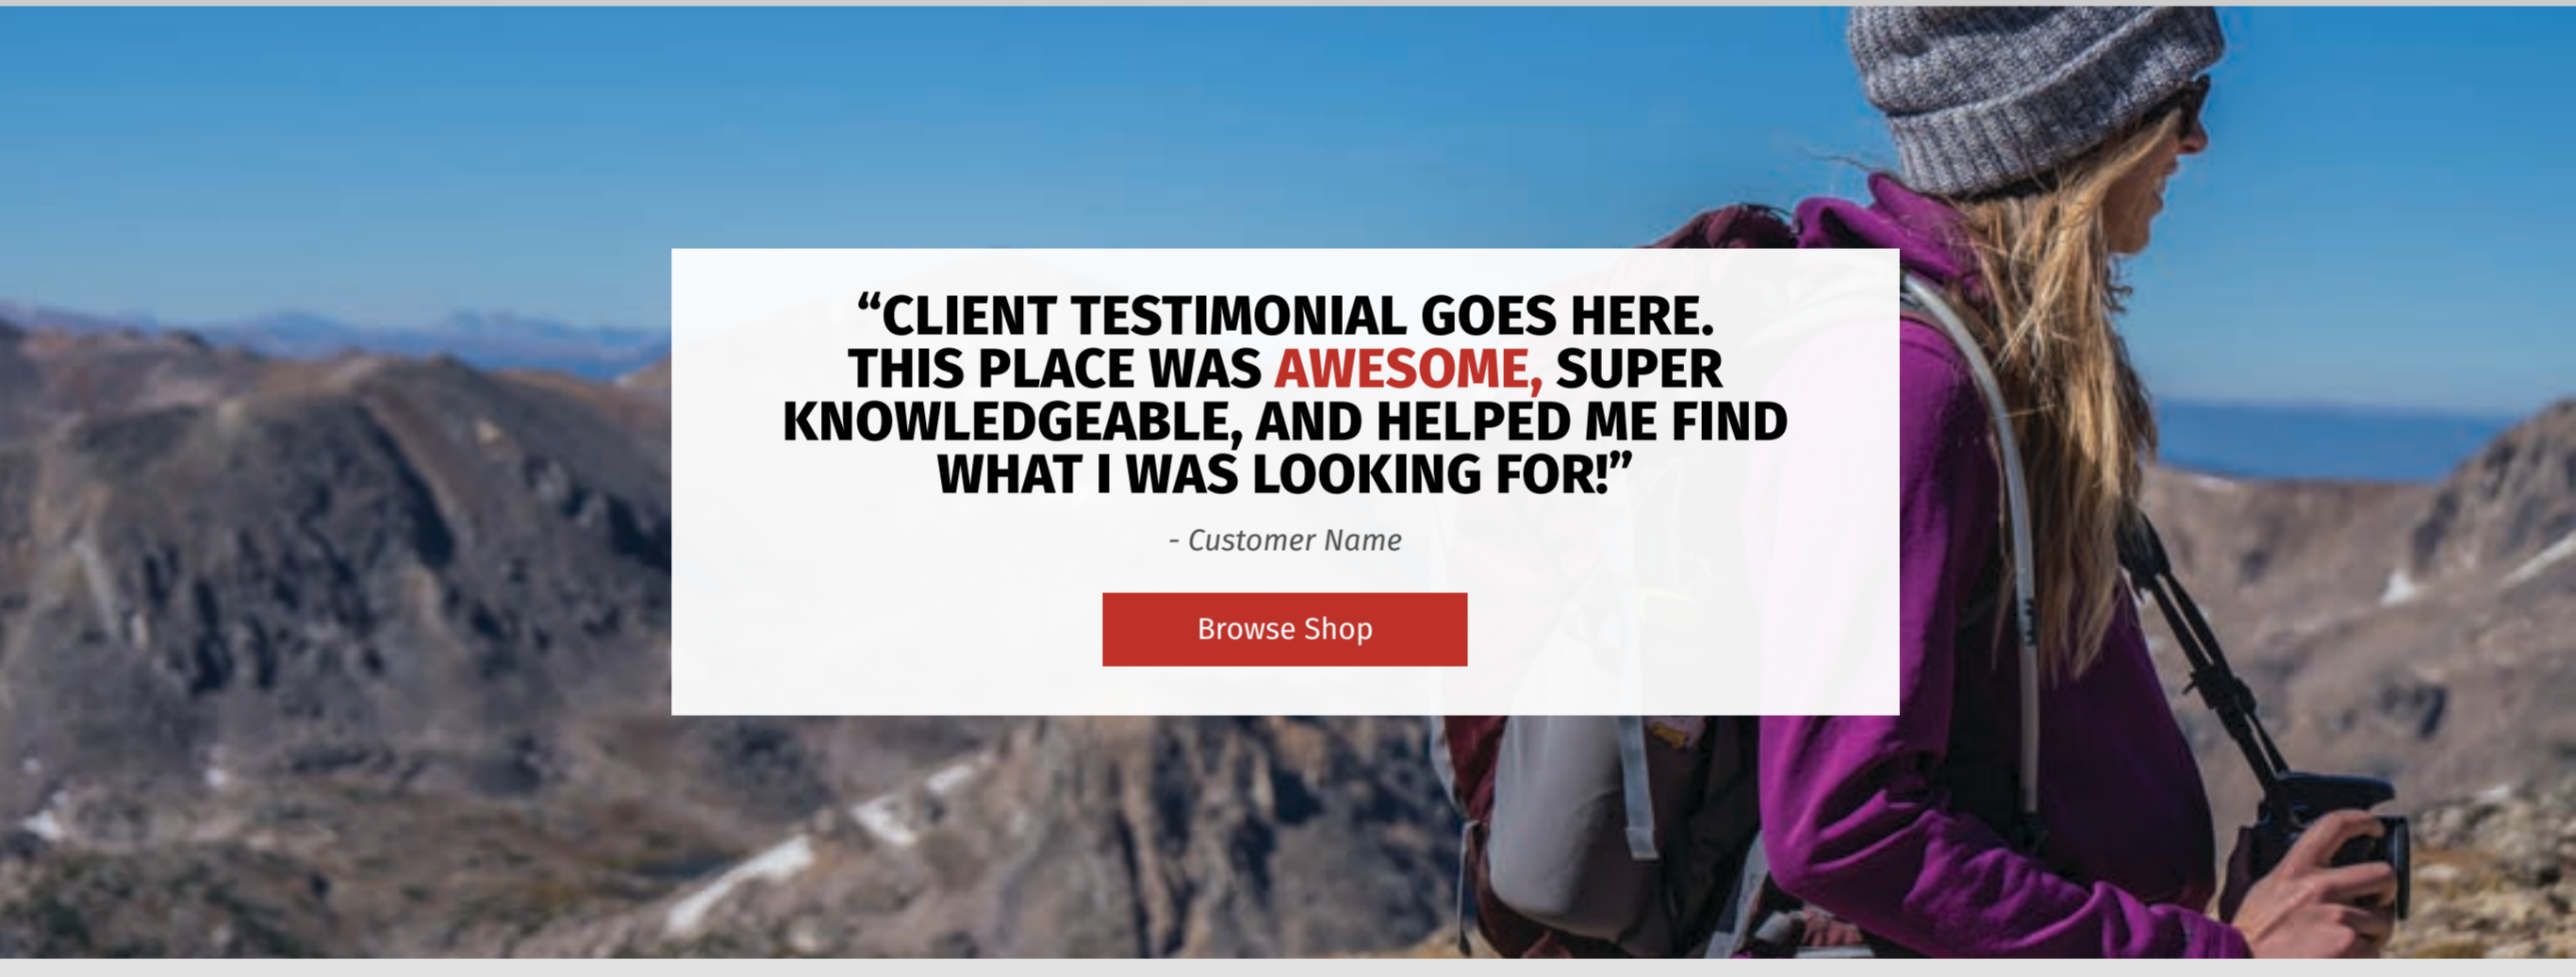 “CLIENT TESTIMONIAL GOES HERE.
THIS PLACE WAS AWESOME, SUPER
KNOWLEDGEABLE, AND HELPED ME FIND
WHAT I WAS LOOKING FOR!”
- Customer Name
Browse Shop